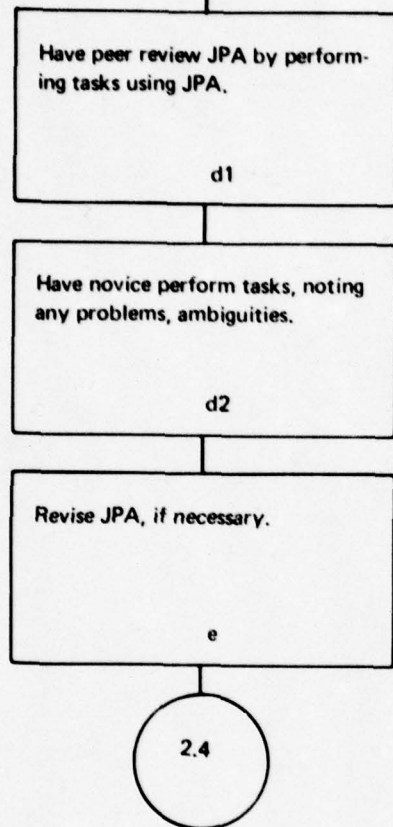 Have peer review JPA by perform-
ing tasks using JPA.
d1
Have novice perform tasks, noting
any problems, ambiguities.
d2
Revise JPA, if necessary.
e
2.4